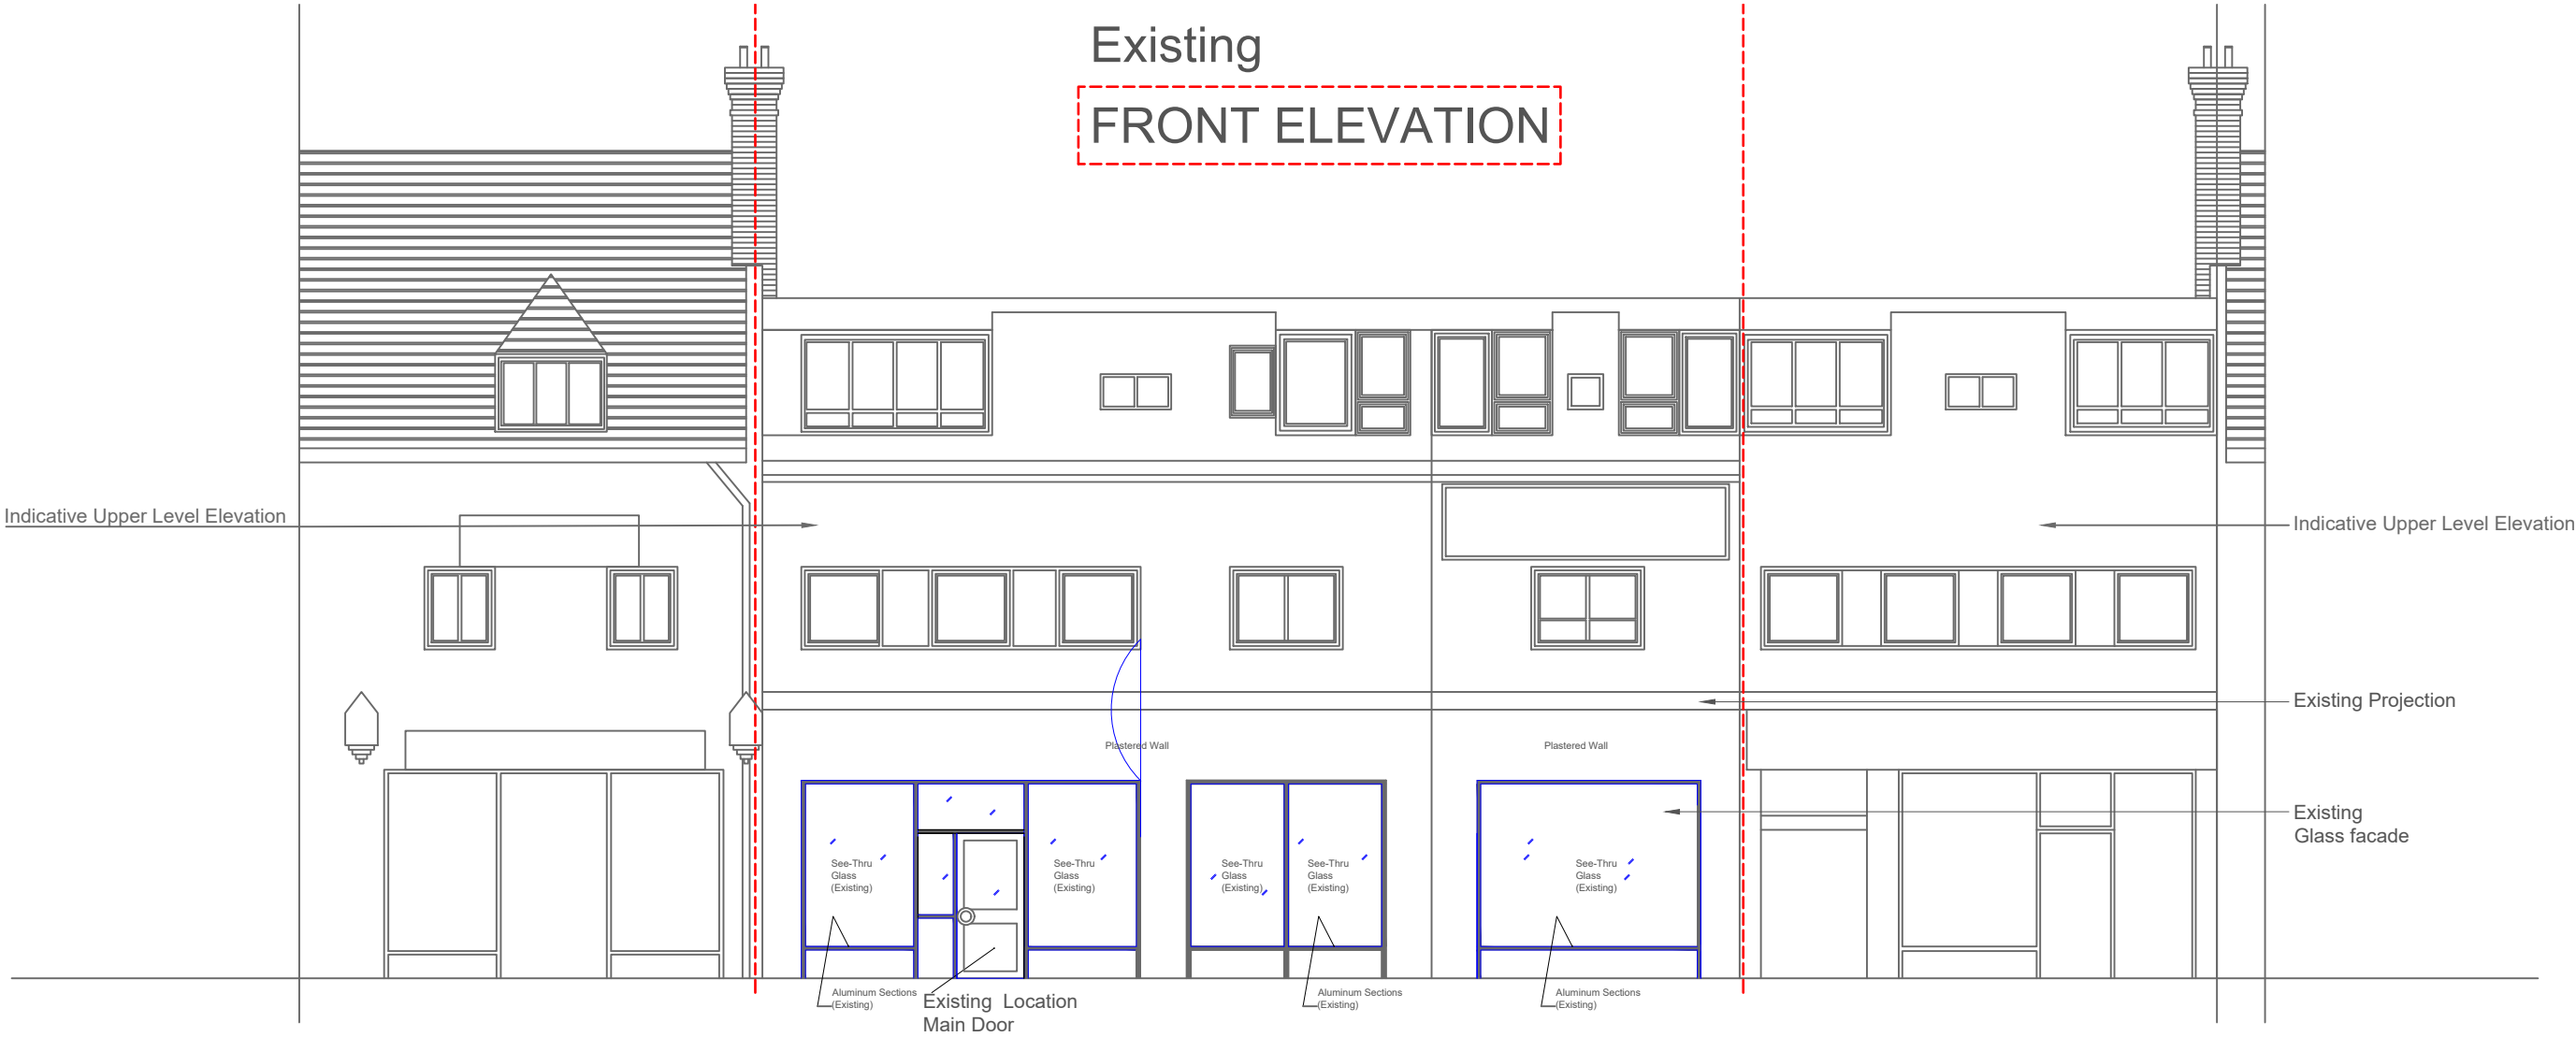 Existing
FRONT ELEVATION
Indicative Upper Level Elevation
Indicative Upper Level Elevation
Existing Projection
Plastered Wall
Plastered Wall
Existing
Glass facade
See-Thru
Glass
(Existing)
See-Thru
Glass
(Existing)
See-Thru
Glass
(Existing)
See-Thru
Glass
(Existing)
See-Thru
Glass
(Existing)
Aluminum Sections
(Existing)
Existing Location
Main Door
Aluminum Sections
(Existing)
Aluminum Sections
(Existing)